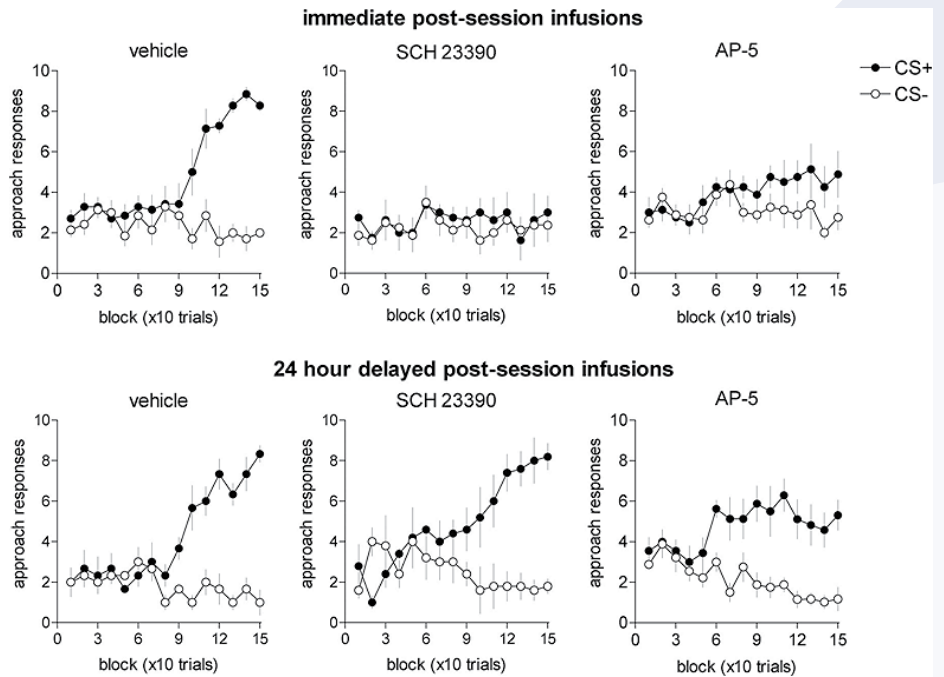 immediate post-session infusions
vehicle
SCH 23390
AP-5
CS+
CS-
10
8
6
4
2
0
approach responses
0 3 6 9 12 15
block (x10 trials)
10
8
6
4
2
0
approach responses
0 3 6 9 12 15
block (x10 trials)
10
8
6
4
2
0
approach responses
0 3 6 9 12 15
block (x10 trials)
24 hour delayed post-session infusions
vehicle
SCH 23390
AP-5
10
8
6
4
2
0
approach responses
0 3 6 9 12 15
block (x10 trials)
10
8
6
4
2
0
approach responses
0 3 6 9 12 15
block (x10 trials)
10
8
6
4
2
0
approach responses
0 3 6 9 12 15
block (x10 trials)